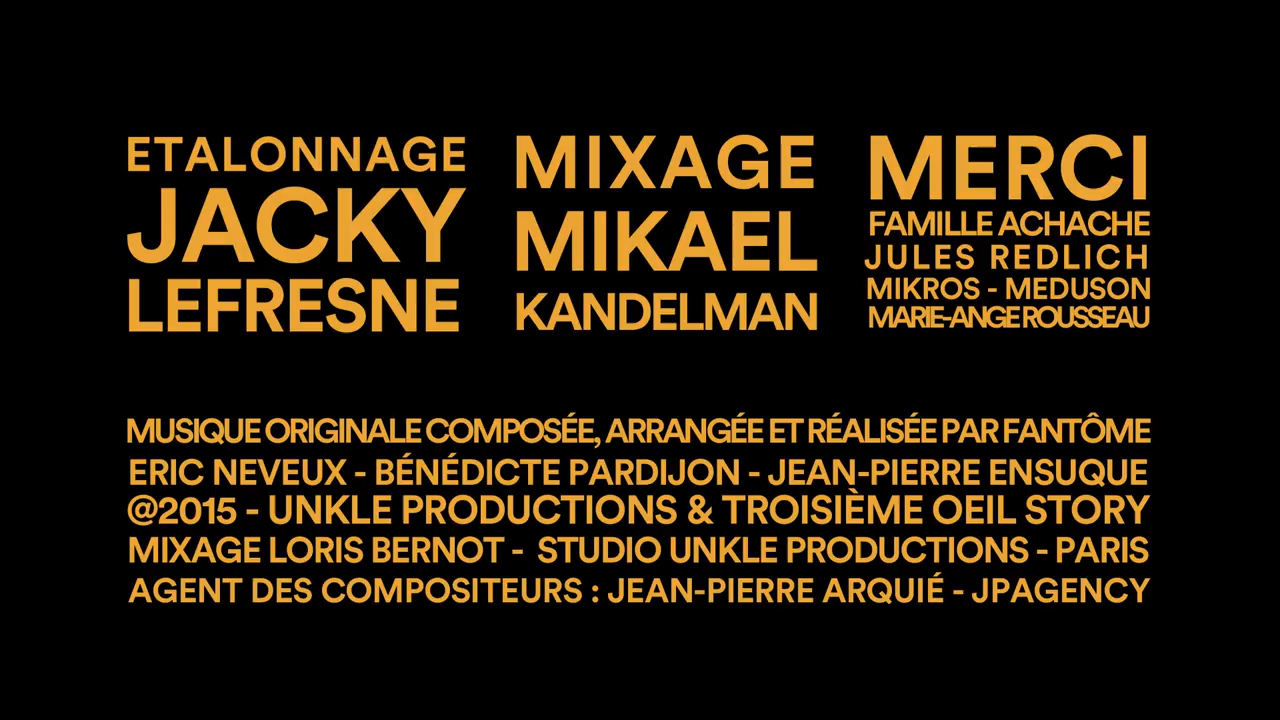 ETALONNAGE
JACKY
LEFRESNE
MIXAGE
MIKAEL
KANDELMAN
MERCI
FAMILLE ACHACHE
JULES REDLICH
MIKROS - MEDUSON
MARIE-ANGE ROUSSEAU
MUSIQUE ORIGINALE COMPOSÉE, ARRANGÉE ET RÉALISÉE PAR FANTÔME
ERIC NEVEUX - BÉNÉDICTE PARDIJON - JEAN-PIERRE ENSUQUE
@2015 - UNKLE PRODUCTIONS & TROISIÈME OEIL STORY
MIXAGE LORIS BERNOT - STUDIO UNKLE PRODUCTIONS - PARIS
AGENT DES COMPOSITEURS : JEAN-PIERRE ARQUIÉ - JPAGENCY